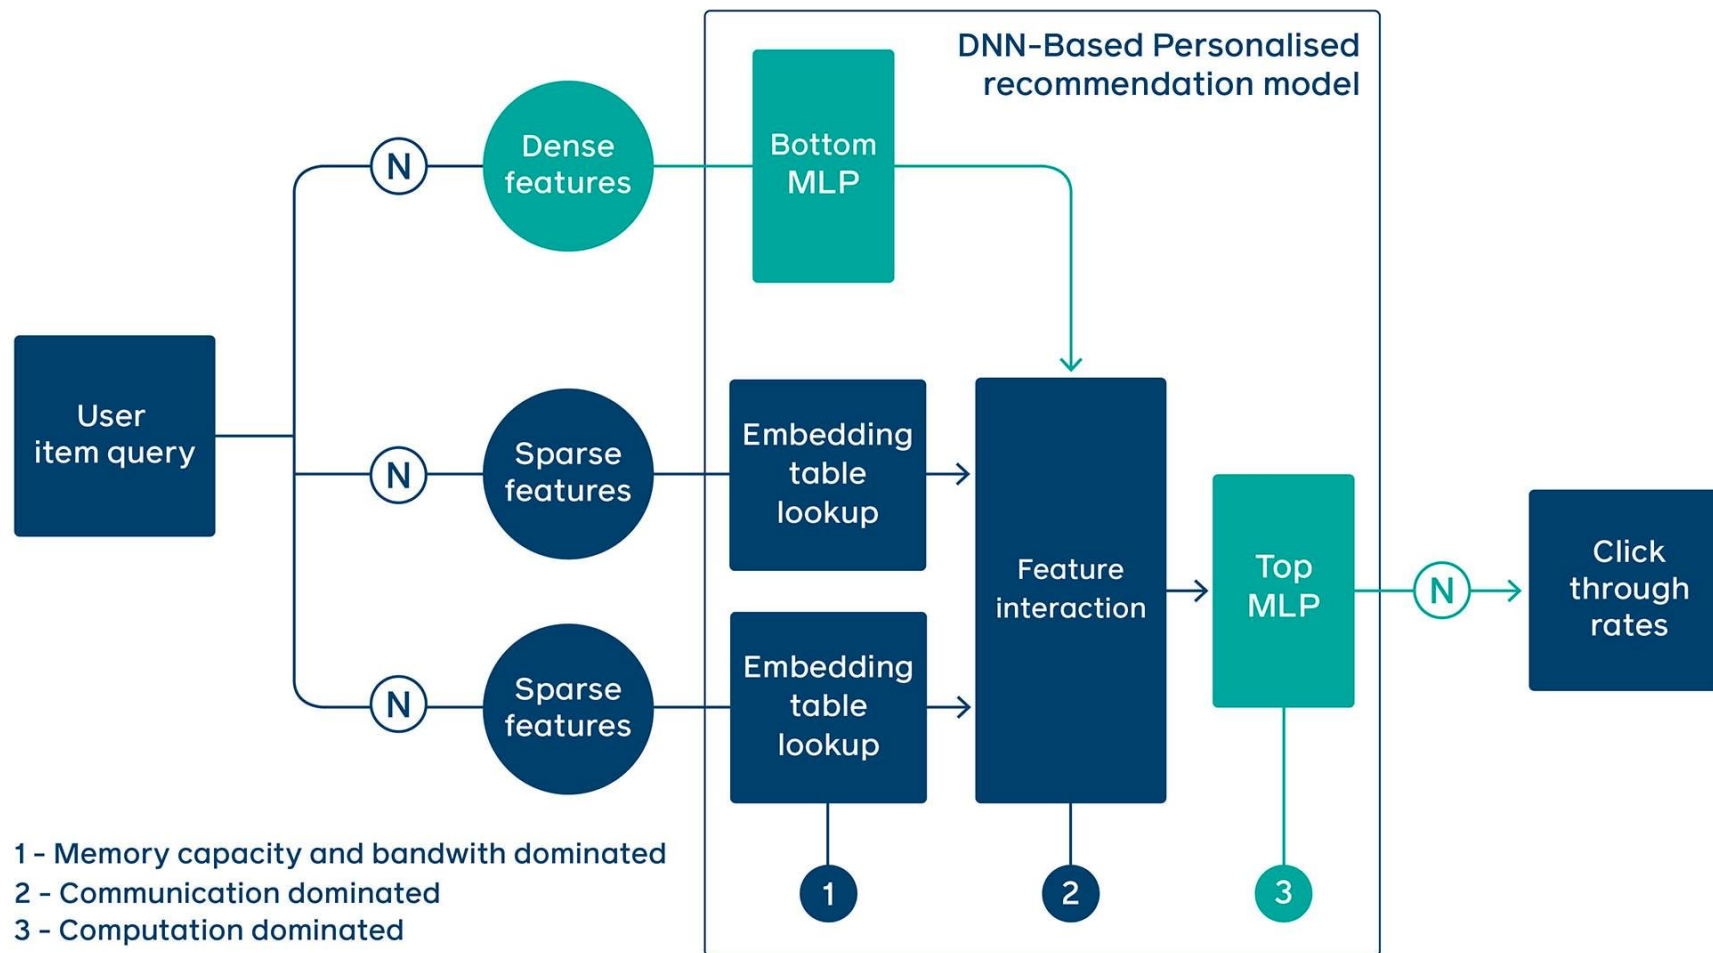 DNN-Based Personalised
recommendation model
User
item query
N
Dense
features
Bottom
MLP
N
Sparse
features
Embedding
table
lookup
N
Sparse
features
Embedding
table
lookup
Feature
interaction
Top
MLP
N
Click
through
rates
1 - Memory capacity and bandwith dominated
2 - Communication dominated
3 - Computation dominated
1
2
3